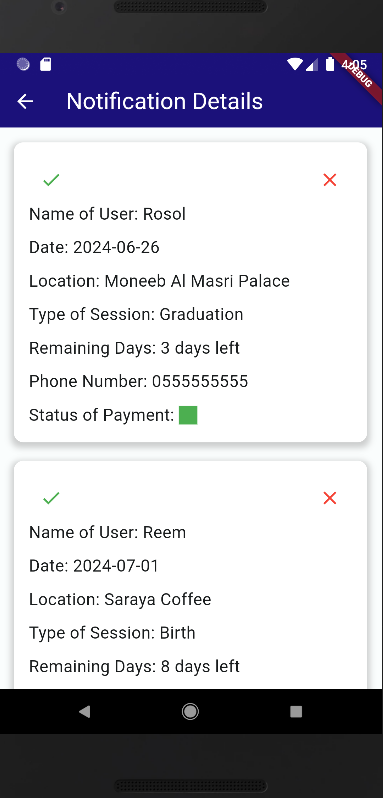 4:05
DEBUG
Notification Details
Name of User: Rosol
Date: 2024-06-26
Location: Moneeb Al Masri Palace
Type of Session: Graduation
Remaining Days: 3 days left
Phone Number: 0555555555
Status of Payment:
Name of User: Reem
Date: 2024-07-01
Location: Saraya Coffee
Type of Session: Birth
Remaining Days: 8 days left